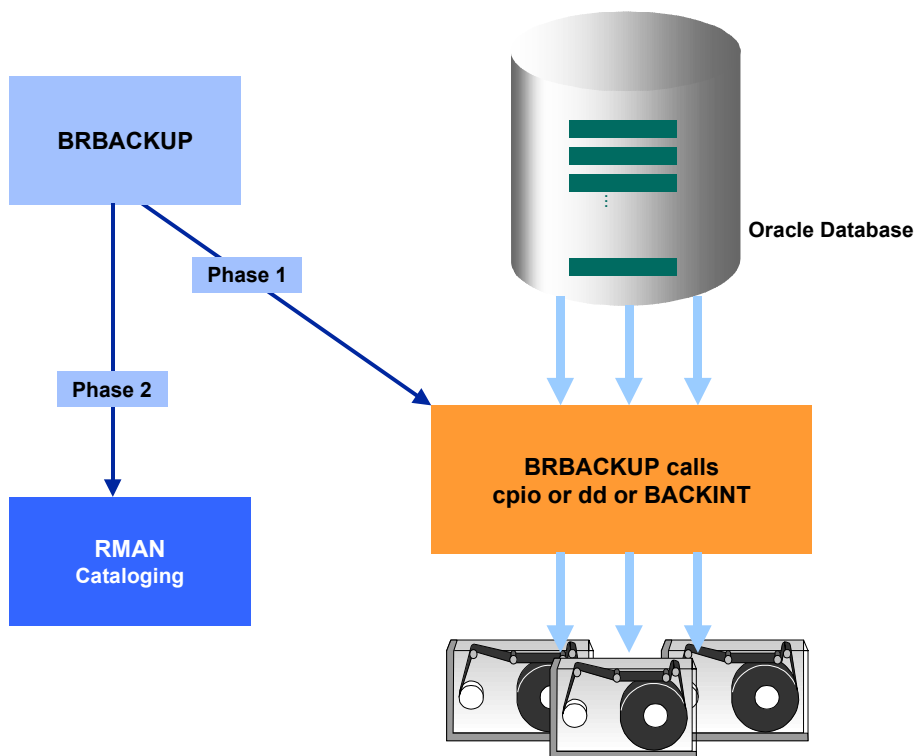 BRBACKUP
Oracle Database
Phase 1
Phase 2
BRBACKUP calls
cpio or dd or BACKINT
RMAN
Cataloging